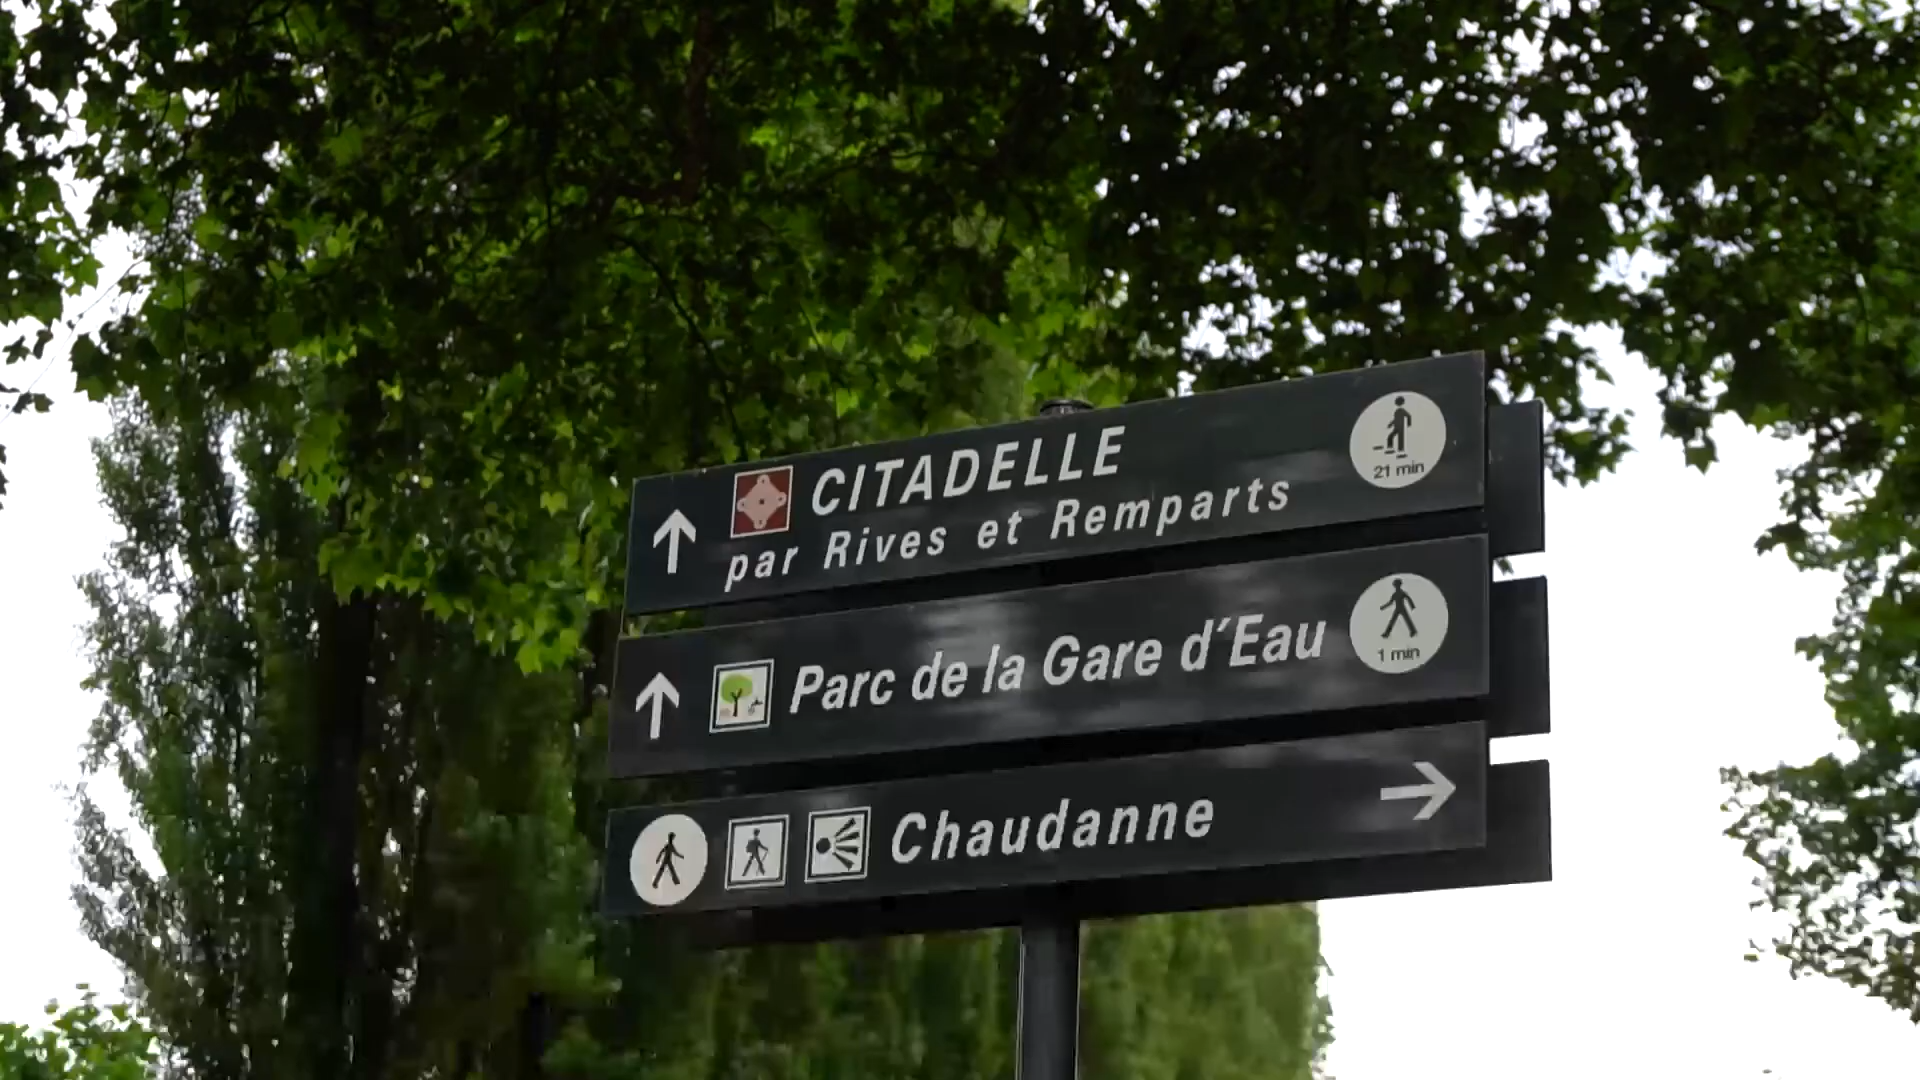 CITADELLE
par Rives et Remparts
21 min
Parc de la Gare d'Eau
1 min
Chaudanne